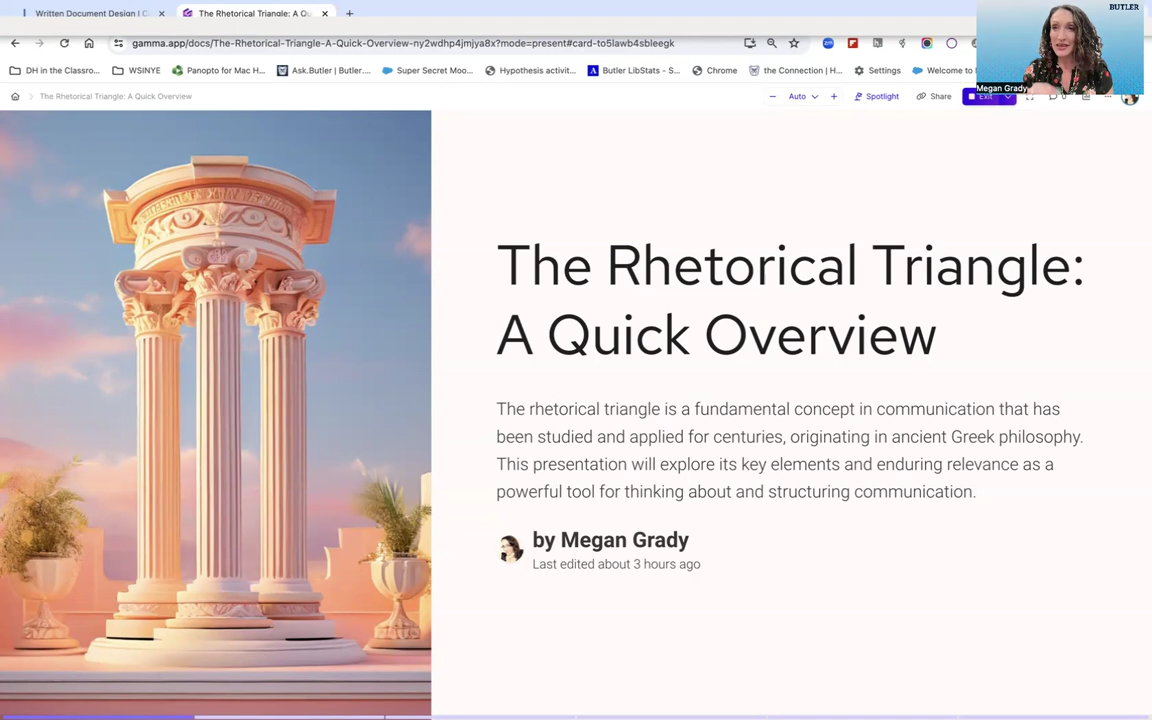 Written Document Design | C
The Rhetorical Triangle: A Qu
gamma.app/docs/The-Rhetorical-Triangle-A-Quick-Overview-ny2wdhp4jmjya8x?mode=present#card-to5lawb4sbleegk
DH in the Classro...
WSINYE
Panopto for Mac H...
Ask.Butler | Butler....
Super Secret Moo...
Hypothesis activit...
Butler LibStats – S...
Chrome
the Connection | H...
Settings
Welcome to
BUTLER
Megan Grady
The Rhetorical Triangle: A Quick Overview
Auto
Spotlight
Share
Exit
The Rhetorical Triangle:
A Quick Overview
The rhetorical triangle is a fundamental concept in communication that has
been studied and applied for centuries, originating in ancient Greek philosophy.
This presentation will explore its key elements and enduring relevance as a
powerful tool for thinking about and structuring communication.
by Megan Grady
Last edited about 3 hours ago